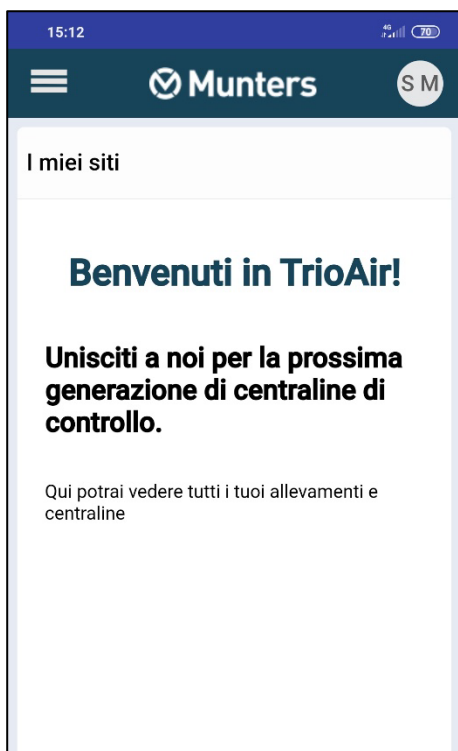 15:12
4G
70
Munters
S M
I miei siti
Benvenuti in TrioAir!
Unisciti a noi per la prossima
generazione di centraline di
controllo.
Qui potrai vedere tutti i tuoi allevamenti e
centraline